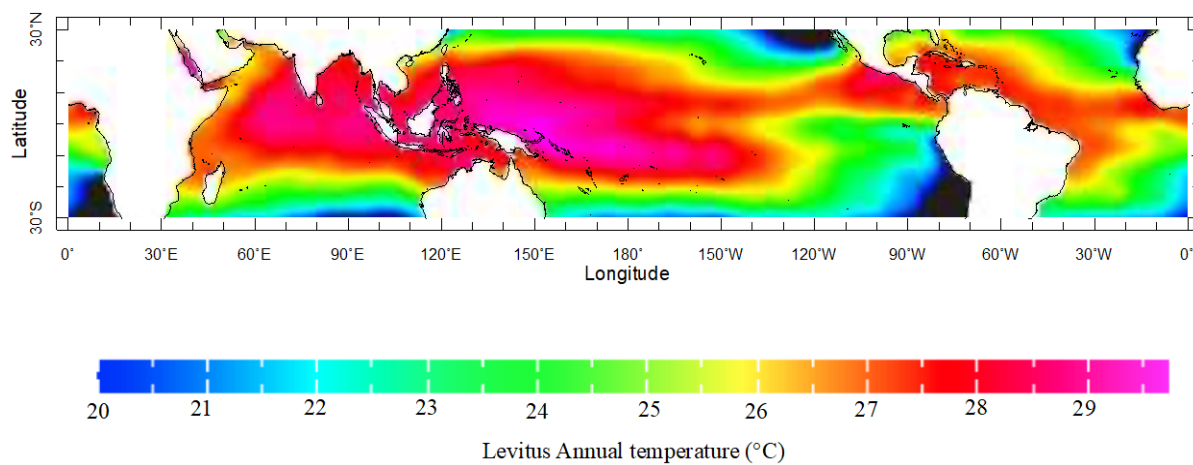 30°N
Latitude
30°S
0° 30°E 60°E 90°E 120°E 150°E 180° 150°W 120°W 90°W 60°W 30°W 0°
Longitude
20 21 22 23 24 25 26 27 28 29
Levitus Annual temperature (°C)